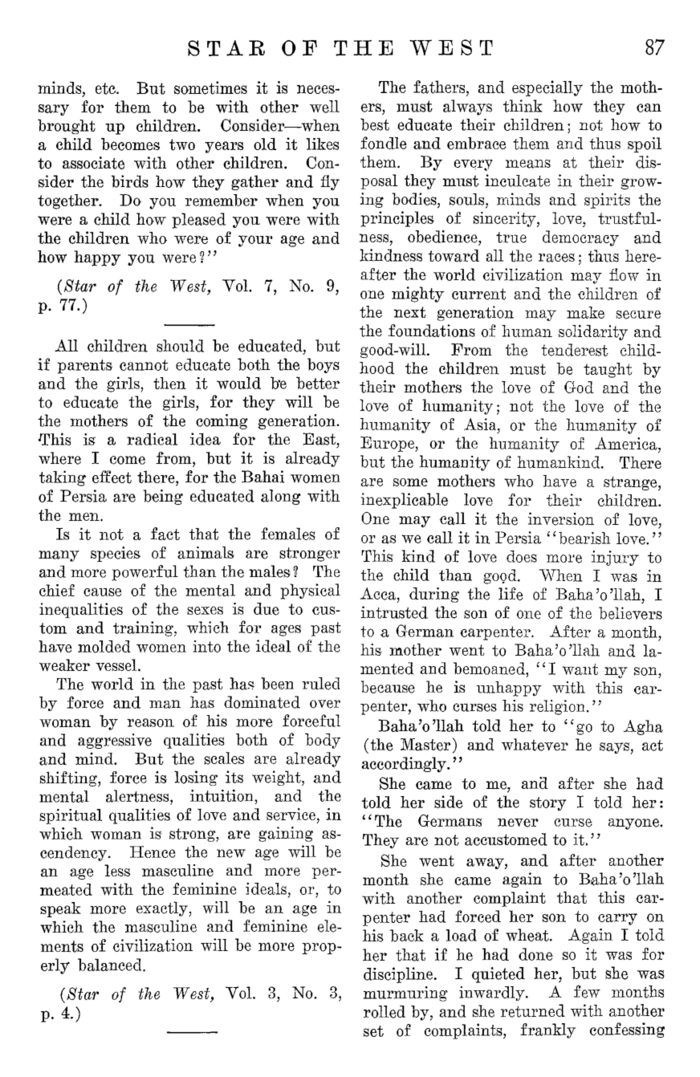 STAR OF THE WEST 87
minds, etc. But sometimes it is neces-
sary for them to be with other well
brought up children. Consider—when
a child becomes two years old it likes
to associate with other children. Con-
sider the birds how they gather and fly
together. Do you remember when you
were a child how pleased you were with
the children who were of your age and
how happy you were?''
(Star of the West, Vol. 7, No. 9,
p. 77.)
All children should be educated, but
if parents cannot educate both the boys
and the girls, then it would be better
to educate the girls, for they will be
the mothers of the coming generation.
This is a radical idea for the East,
where I come from, but it is already
taking effect there, for the Bahai women
of Persia are being educated along with
the men.
Is it not a fact that the females of
many species of animals are stronger
and more powerful than the males? The
chief cause of the mental and physical
inequalities of the sexes is due to cus-
tom and training, which for ages past
have molded women into the ideal of the
weaker vessel.
The world in the past has been ruled
by force and man has dominated over
woman by reason of his more forceful
and aggressive qualities both of body
and mind. But the scales are already
shifting, force is losing its weight, and
mental alertness, intuition, and the
spiritual qualities of love and service, in
which woman is strong, are gaining as-
cendency. Hence the new age will be
an age less masculine and more per-
meated with the feminine ideals, or, to
speak more exactly, will be an age in
which the masculine and feminine ele-
ments of civilization will be more prop-
erly balanced.
(Star of the West, Vol. 3, No. 3,
p. 4.)
The fathers, and especially the moth-
ers, must always think how they can
best educate their children; not how to
fondle and embrace them and thus spoil
them. By every means at their dis-
posal they must inculcate in their grow-
ing bodies, souls, minds and spirits the
principles of sincerity, love, trustful-
ness, obedience, true democracy and
kindness toward all the races; thus here-
after the world civilization may flow in
one mighty current and the children of
the next generation may make secure
the foundations of human solidarity and
good-will. From the tenderest child-
hood the children must be taught by
their mothers the love of God and the
love of humanity; not the love of the
humanity of Asia, or the humanity of
Europe, or the humanity of America,
but the humanity of humankind. There
are some mothers who have a strange,
inexplicable love for their children.
One may call it the inversion of love,
or as we call it in Persia ''bearish love.''
This kind of love does more injury to
the child than good. When I was in
Acca, during the life of Baha'o'llah, I
intrusted the son of one of the believers
to a German carpenter. After a month,
his mother went to Baha'o'llah and la-
mented and bemoaned, ''I want my son,
because he is unhappy with this car-
penter, who curses his religion.''
Baha'o'llah told her to ''go to Agha
(the Master) and whatever he says, act
accordingly.''
She came to me, and after she had
told her side of the story I told her:
''The Germans never curse anyone.
They are not accustomed to it.''
She went away, and after another
month she came again to Baha'o'llah
with another complaint that this car-
penter had forced her son to carry on
his back a load of wheat. Again I told
her that if he had done so it was for
discipline. I quieted her, but she was
murmuring inwardly. A few months
rolled by, and she returned with another
set of complaints, frankly confessing